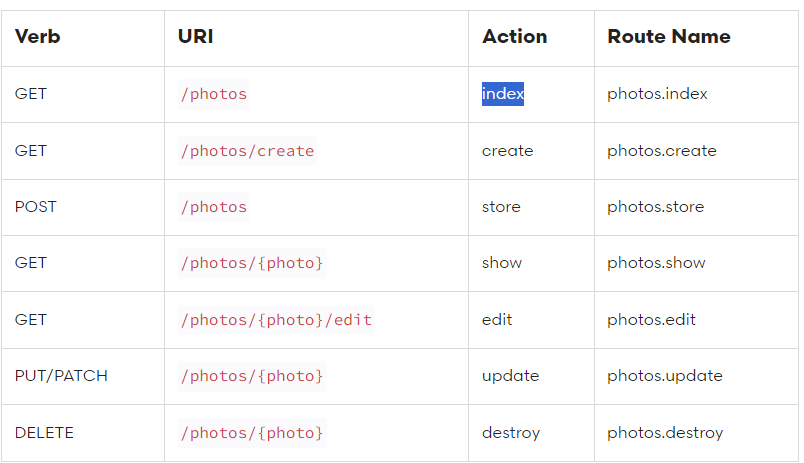 Verb URI Action Route Name
GET /photos index photos.index
GET /photos/create create photos.create
POST /photos store photos.store
GET /photos/{photo} show photos.show
GET /photos/{photo}/edit edit photos.edit
PUT/PATCH /photos/{photo} update photos.update
DELETE /photos/{photo} destroy photos.destroy